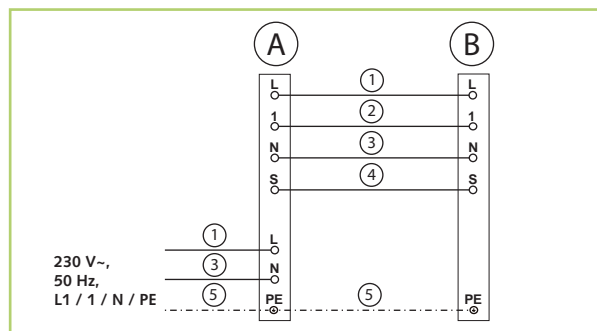 A B
L ① L
1 ② 1
N ③ N
S ④ S
① L
230 V~,
③ N
50 Hz,
L1 / 1 / N / PE
⑤ PE ⑤ PE